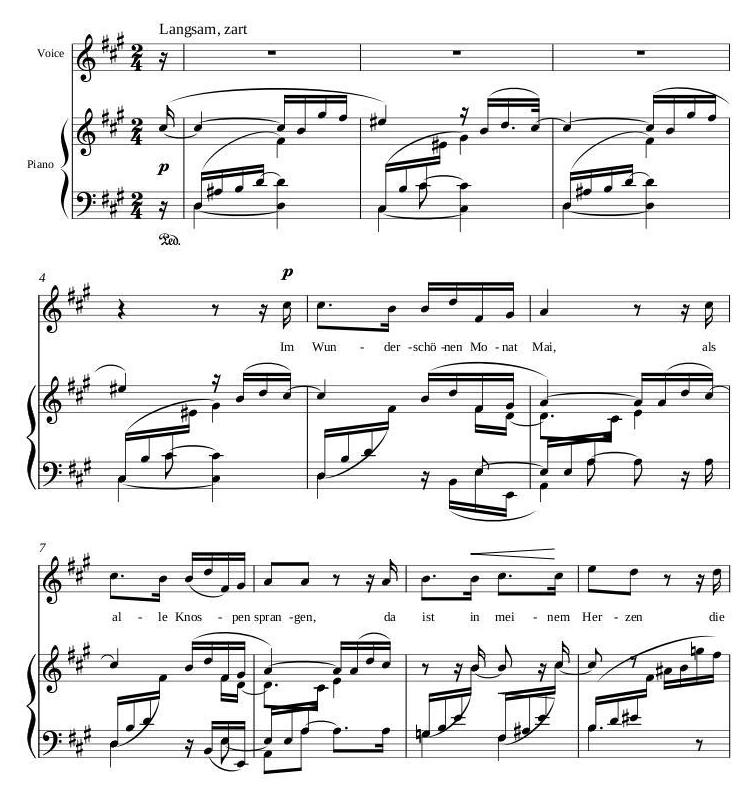 Langsam, zart
Voice
Piano
p
Ped.
4
p
Im Wun - der -schö -nen Mo - nat Mai, als
7
al - le Knos - pen spran -gen, da ist in mei - nem Her - zen die